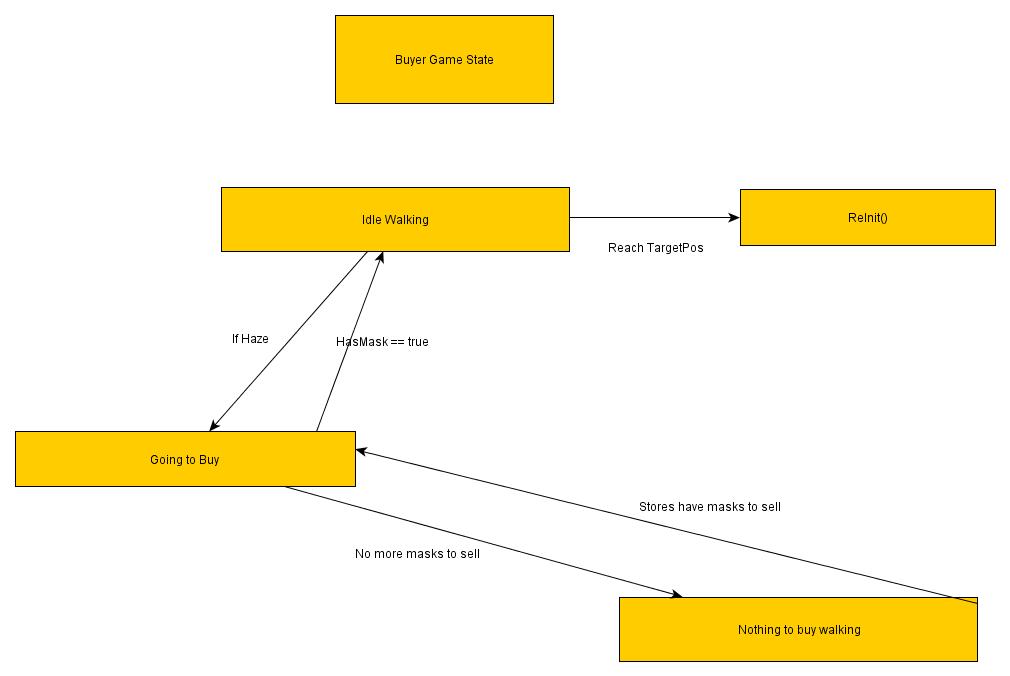 Buyer Game State
Idle Walking
ReInit()
Reach TargetPos
If Haze
HasMask == true
Going to Buy
Stores have masks to sell
No more masks to sell
Nothing to buy walking